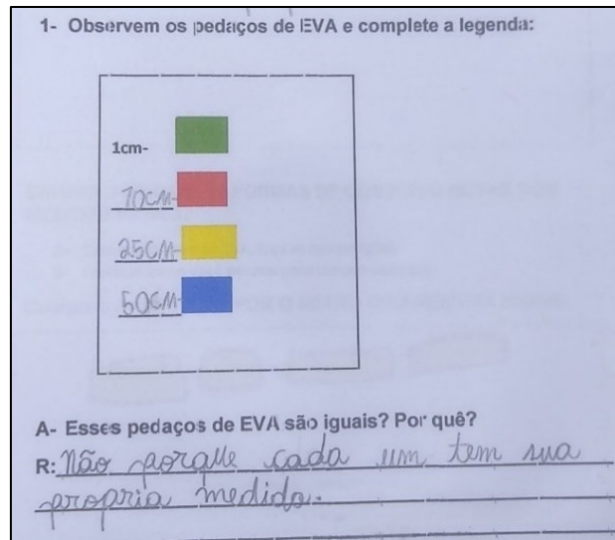 1- Observem os pedaços de EVA e complete a legenda:
1cm-
10CM-
25CM-
50CM-
A- Esses pedaços de EVA são iguais? Por quê?
R: Não porque cada um tem sua
propria medida.